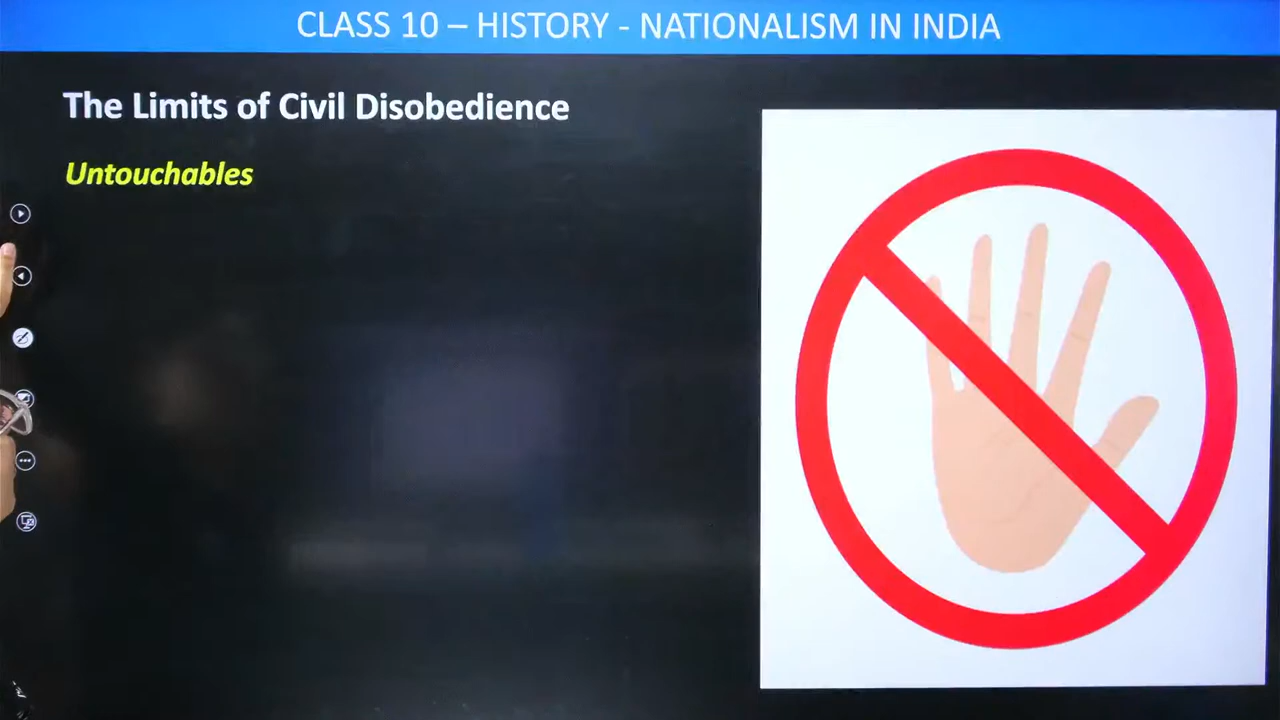 CLASS 10 – HISTORY - NATIONALISM IN INDIA
The Limits of Civil Disobedience
Untouchables